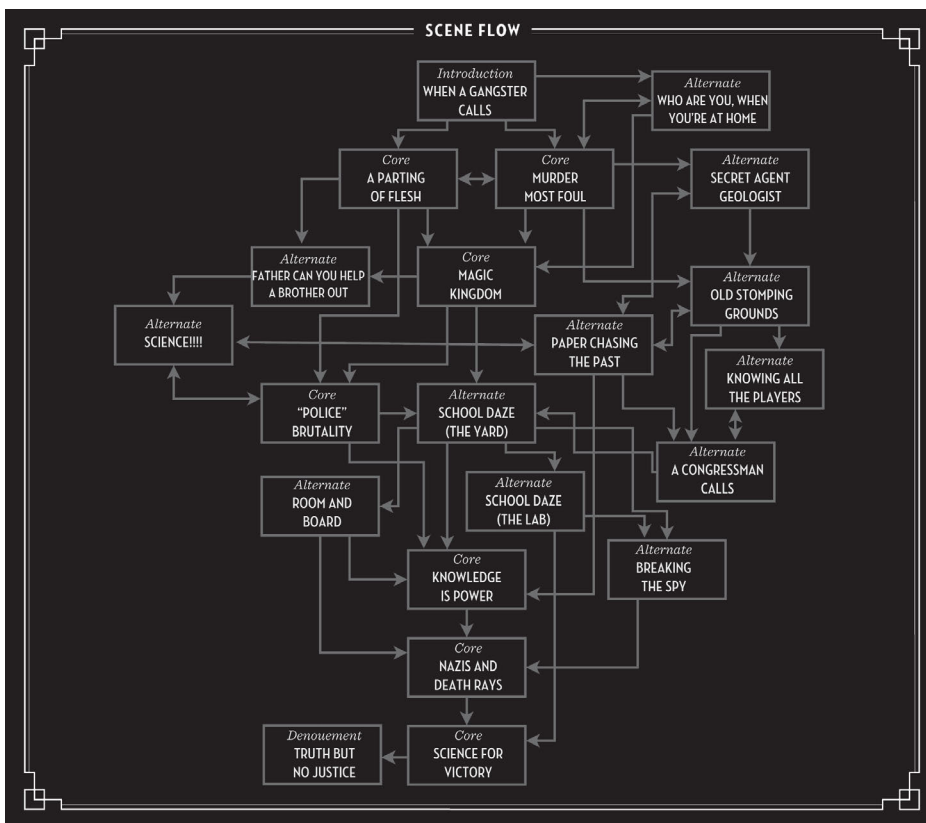 SCENE FLOW
Introduction
WHEN A GANGSTER
CALLS
Alternate
WHO ARE YOU, WHEN
YOU'RE AT HOME
Core
A PARTING
OF FLESH
Core
MURDER
MOST FOUL
Alternate
SECRET AGENT
GEOLOGIST
Alternate
FATHER CAN YOU HELP
A BROTHER OUT
Core
MAGIC
KINGDOM
Alternate
OLD STOMPING
GROUNDS
Alternate
SCIENCE!!!!
Alternate
PAPER CHASING
THE PAST
Alternate
KNOWING ALL
THE PLAYERS
Core
“POLICE”
BRUTALITY
Alternate
SCHOOL DAZE
(THE YARD)
Alternate
A CONGRESSMAN
CALLS
Alternate
ROOM AND
BOARD
Alternate
SCHOOL DAZE
(THE LAB)
Alternate
BREAKING
THE SPY
Core
KNOWLEDGE
IS POWER
Core
NAZIS AND
DEATH RAYS
Denouement
TRUTH BUT
NO JUSTICE
Core
SCIENCE FOR
VICTORY